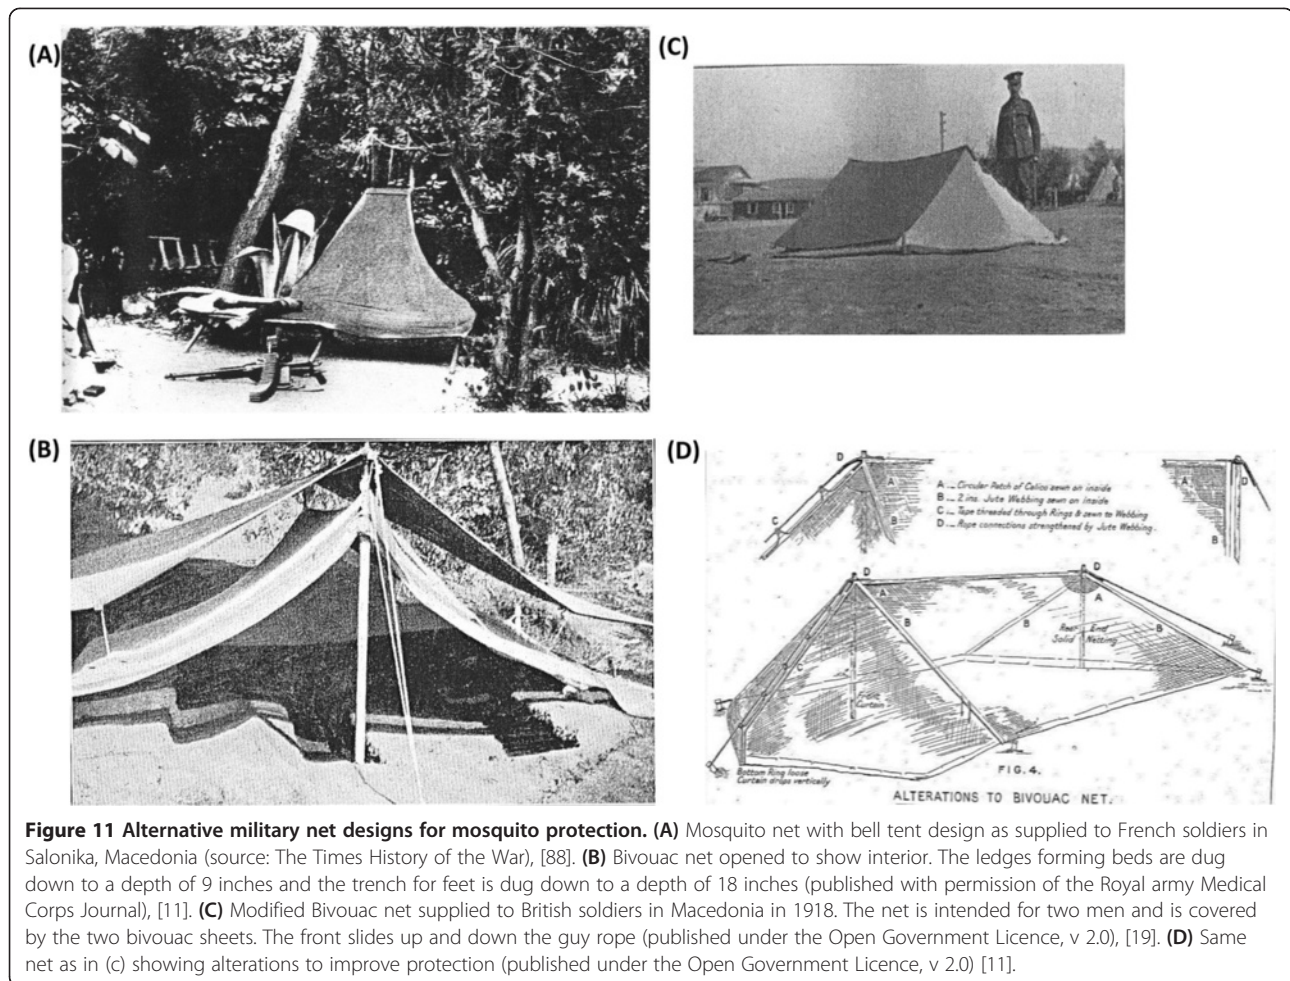 (A)
(C)
(B)
(D)
A ... Circular Patch of Calico sewn on inside
B ... 2 ins. Jute Webbing sewn on Inside
C ... Tape threaded through Rings & sewn to Webbing
D ... Rope connections strengthened by Jute Webbing.
D
A
C
B
A
D
B
D
A
B
C
D
A
B
B
Rear End
Solid Netting
Curtain
Bottom Ring loose
Curtain drops vertically
FIG. 4.
ALTERATIONS TO BIVOUAC NET.
Figure 11 Alternative military net designs for mosquito protection. (A) Mosquito net with bell tent design as supplied to French soldiers in
Salonika, Macedonia (source: The Times History of the War), [88]. (B) Bivouac net opened to show interior. The ledges forming beds are dug
down to a depth of 9 inches and the trench for feet is dug down to a depth of 18 inches (published with permission of the Royal army Medical
Corps Journal), [11]. (C) Modified Bivouac net supplied to British soldiers in Macedonia in 1918. The net is intended for two men and is covered
by the two bivouac sheets. The front slides up and down the guy rope (published under the Open Government Licence, v 2.0), [19]. (D) Same
net as in (c) showing alterations to improve protection (published under the Open Government Licence, v 2.0) [11].